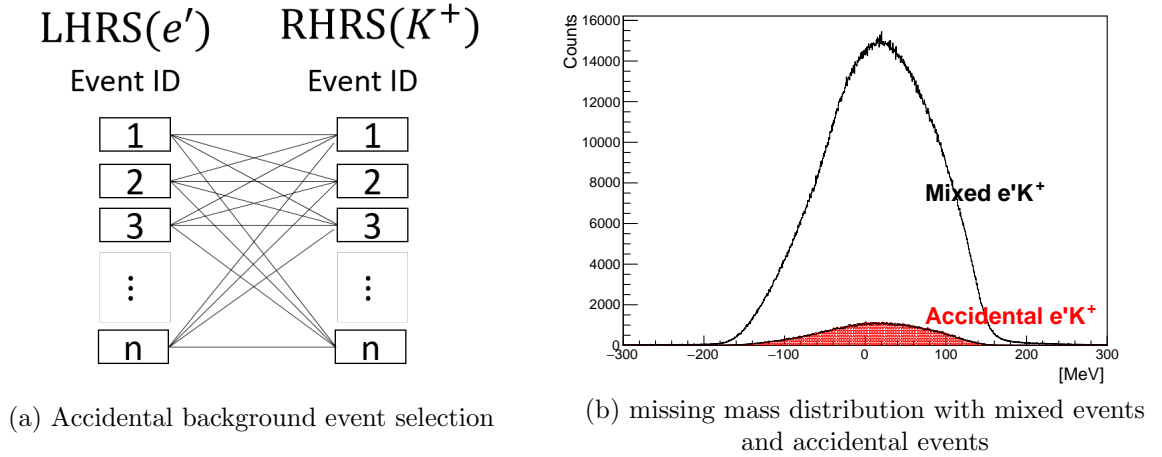 LHRS(e′) RHRS(K⁺)
Event ID Event ID
1 1
2 2
3 3
⋮ ⋮
n n
(a) Accidental background event selection
Counts
16000
14000
12000
10000
8000
6000
4000
2000
0
Mixed e'K⁺
Accidental e'K⁺
−300 −200 −100 0 100 200 300
[MeV]
(b) missing mass distribution with mixed events
and accidental events